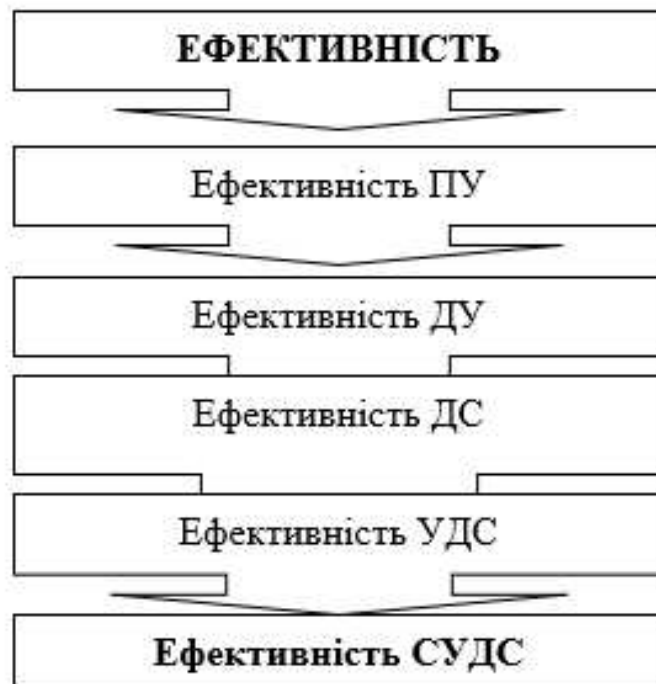 ЕФЕКТИВНІСТЬ
Ефективність ПУ
Ефективність ДУ
Ефективність ДС
Ефективність УДС
Ефективність СУДС